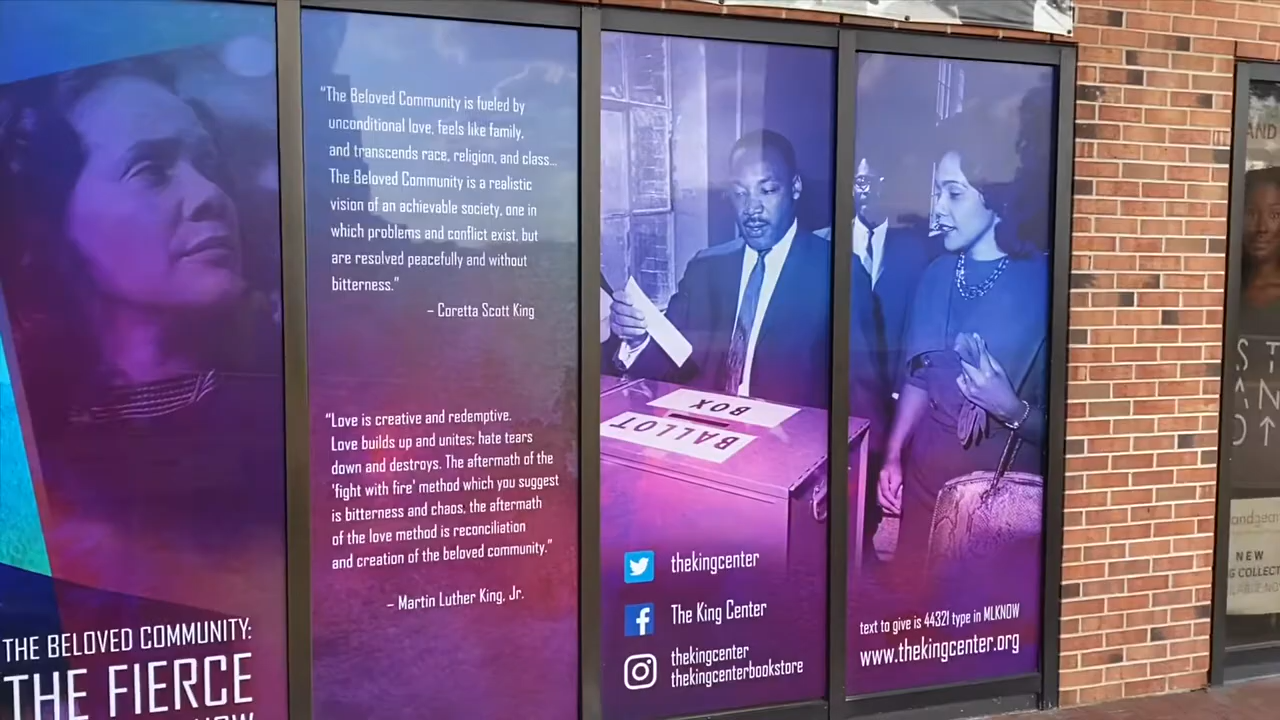 “The Beloved Community is fueled by
unconditional love, feels like family,
and transcends race, religion, and class...
The Beloved Community is a realistic
vision of an achievable society, one in
which problems and conflict exist, but
are resolved peacefully and without
bitterness.”
– Coretta Scott King
“Love is creative and redemptive.
Love builds up and unites; hate tears
down and destroys. The aftermath of the
'fight with fire' method which you suggest
is bitterness and chaos, the aftermath
of the love method is reconciliation
and creation of the beloved community.”
– Martin Luther King, Jr.
THE BELOVED COMMUNITY:
THE FIERCE
BALLOT
BOX
thekingcenter
The King Center
thekingcenter
thekingcenterbookstore
text to give is 44321 type in MLKNOW
www.thekingcenter.org
AND
NEW
COLLECT